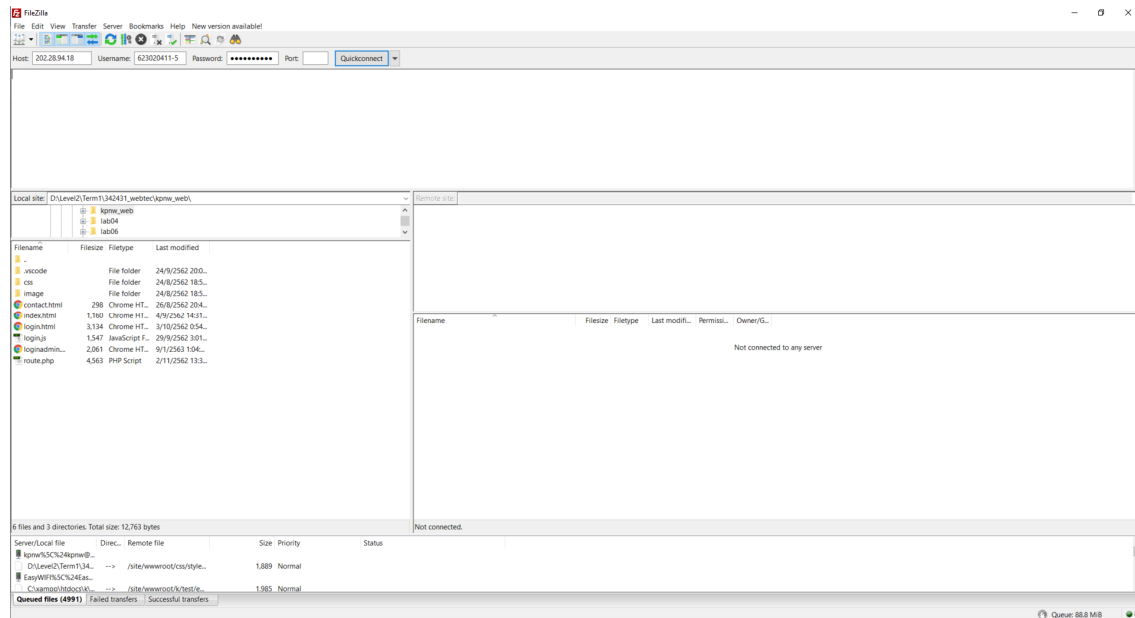 FileZilla
File Edit View Transfer Server Bookmarks Help New version available!
Host: 202.28.94.18 Username: 623020411-5 Password: •••••••••• Port: Quickconnect
Local site: D:\Level2\Term1\342431_webtec\kpnw_web\
Remote site:
kpnw_web
lab04
lab06
Filename Filesize Filetype Last modified
..
.vscode File folder 24/9/2562 20:0...
css File folder 24/8/2562 18:5...
image File folder 24/8/2562 18:5...
contact.html 298 Chrome HT... 26/8/2562 20:4...
index.html 1,160 Chrome HT... 4/9/2562 14:31...
login.html 3,134 Chrome HT... 3/10/2562 0:54...
login.js 1,547 JavaScript F... 29/9/2562 3:01...
loginadmin... 2,061 Chrome HT... 9/1/2563 1:04:...
route.php 4,563 PHP Script 2/11/2562 13:3...
6 files and 3 directories. Total size: 12,763 bytes
Filename Filesize Filetype Last modifi... Permissi... Owner/G...
Not connected to any server
Not connected.
Server/Local file Direc... Remote file Size Priority Status
kpnw%5C%24kpnw@...
D:\Level2\Term1\34... --> /site/wwwroot/css/style... 1,889 Normal
EasyWIFI%5C%24Eas...
C:\xampp\htdocs\k\... --> /site/wwwroot/k/test/e... 1,985 Normal
Queued files (4991) Failed transfers Successful transfers
Queue: 88.8 MiB